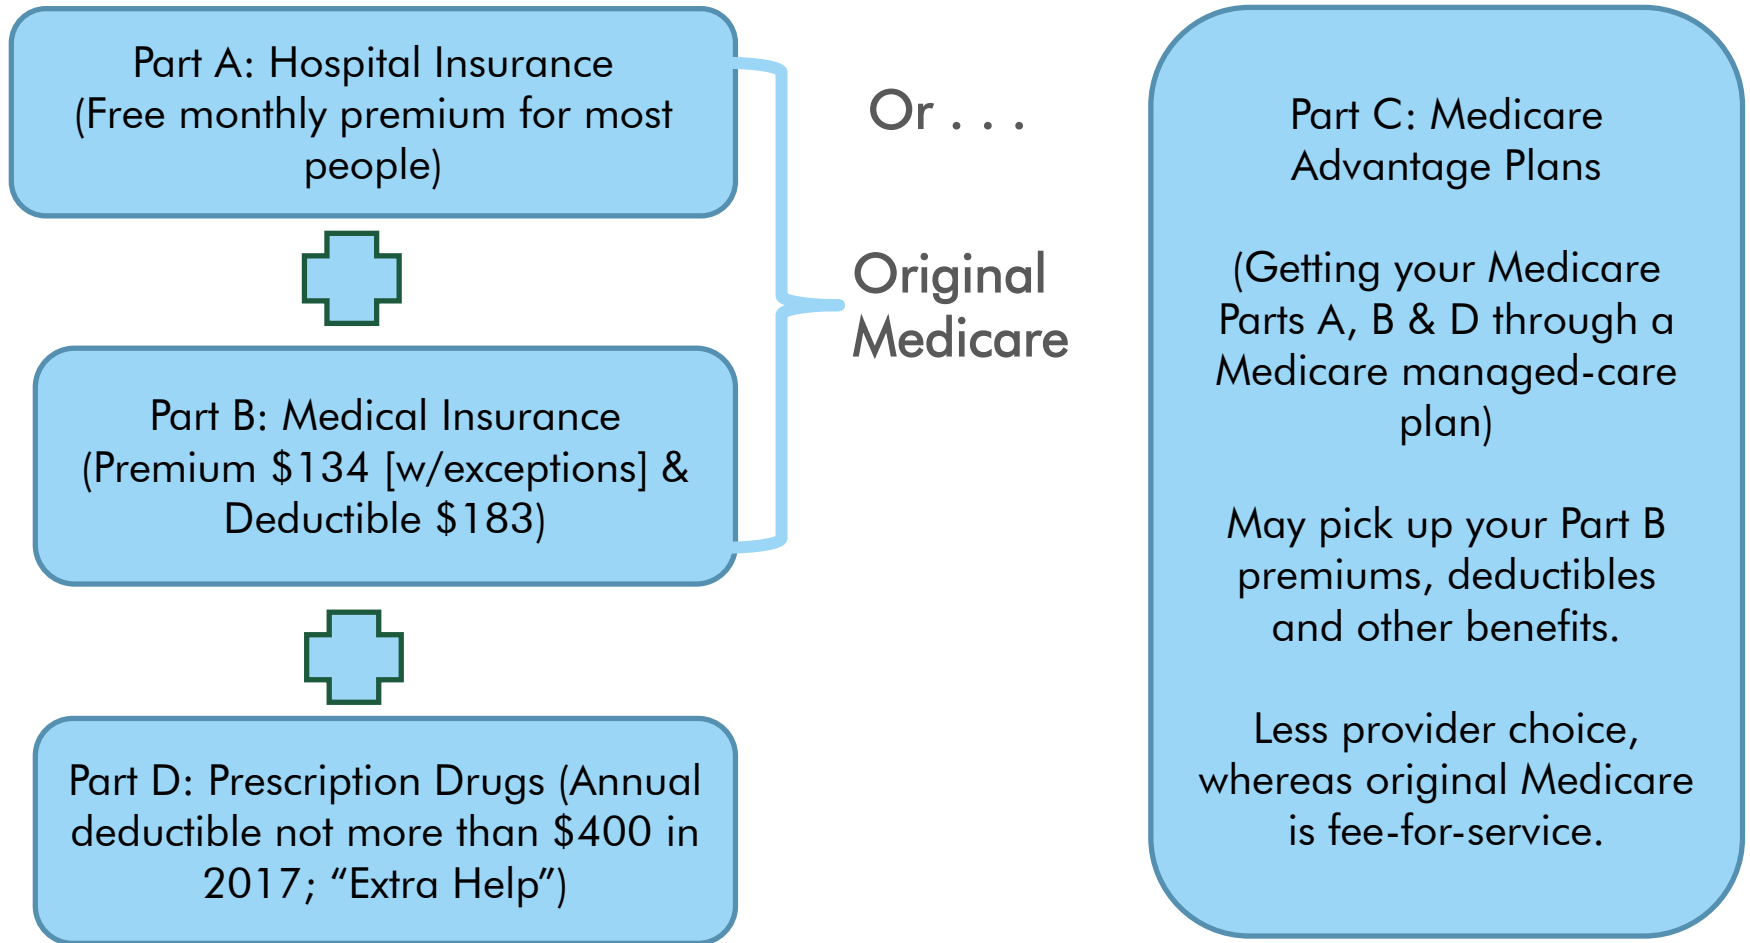 Part A: Hospital Insurance
(Free monthly premium for most
people)
Part B: Medical Insurance
(Premium $134 [w/exceptions] &
Deductible $183)
Part D: Prescription Drugs (Annual
deductible not more than $400 in
2017; “Extra Help”)
Or . . .
Original
Medicare
Part C: Medicare
Advantage Plans
(Getting your Medicare
Parts A, B & D through a
Medicare managed-care
plan)
May pick up your Part B
premiums, deductibles
and other benefits.
Less provider choice,
whereas original Medicare
is fee-for-service.